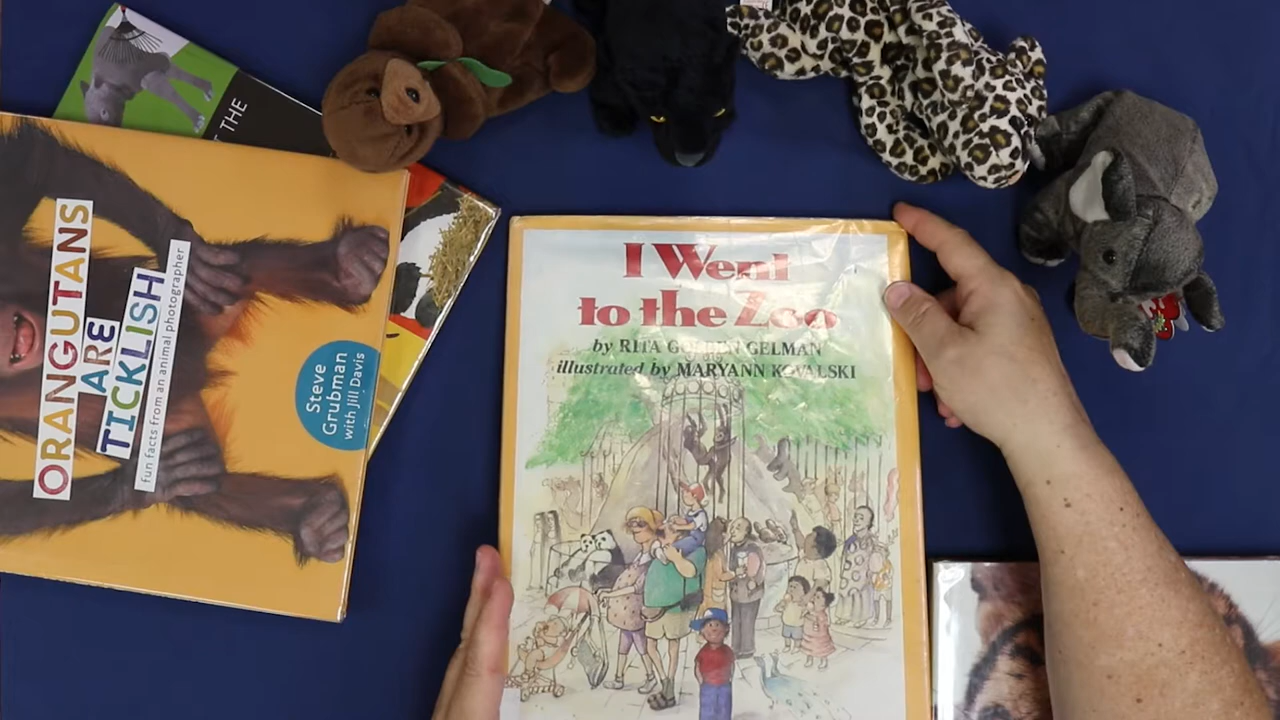 T THE
ORANGUTANS
ARE
TICKLISH
fun facts from an animal photographer
Steve
Grubman
with Jill Davis
I Went
to the Zoo
by RITA GOLDEN GELMAN
illustrated by MARYANN KOVALSKI